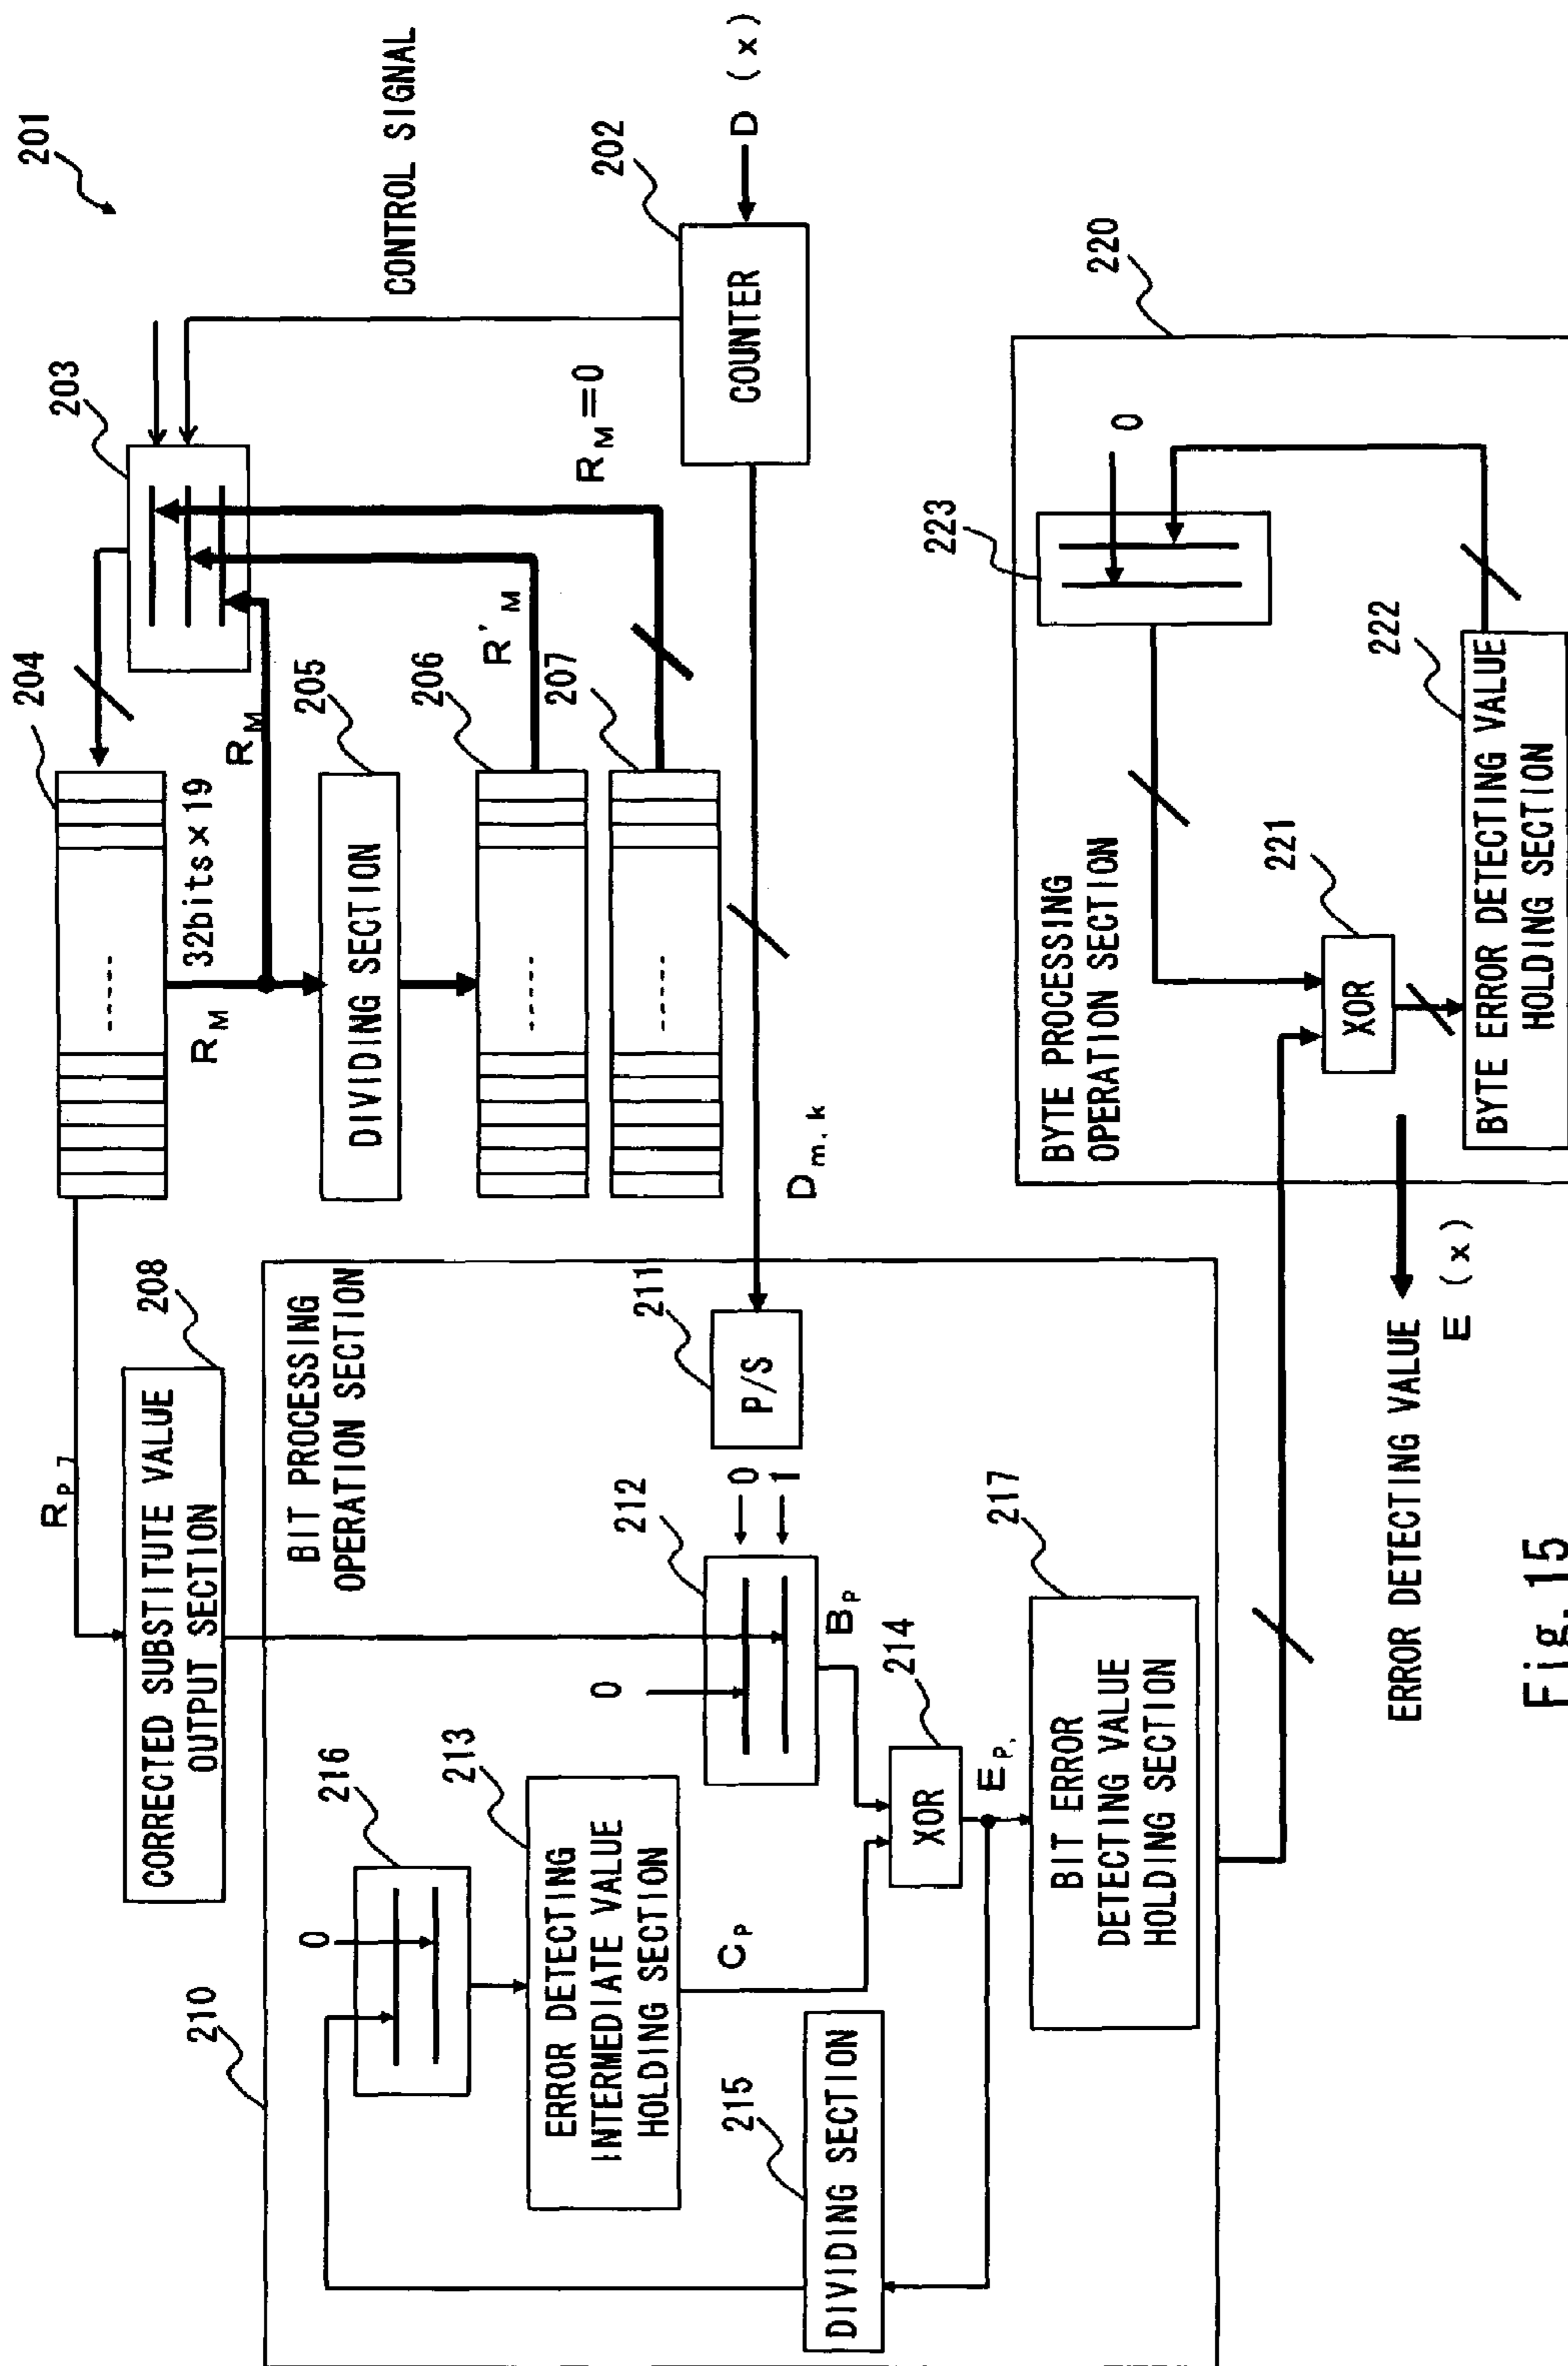 201
CONTROL SIGNAL
D (x)
202
COUNTER
203
R_M=0
204
R_M
R'_M
32bits×19
R_M
205
DIVIDING SECTION
206
207
D_m, k
R_P 7
208
CORRECTED SUBSTITUTE VALUE
OUTPUT SECTION
210
BIT PROCESSING
OPERATION SECTION
211
P/S
0
1
212
0
B_P
216
0
213
ERROR DETECTING
INTERMEDIATE VALUE
HOLDING SECTION
C_P
214
XOR
E_P,
215
DIVIDING SECTION
217
BIT ERROR
DETECTING VALUE
HOLDING SECTION
220
BYTE PROCESSING
OPERATION SECTION
223
0
221
XOR
222
BYTE ERROR DETECTING VALUE
HOLDING SECTION
ERROR DETECTING VALUE
E (x)
Fig. 15